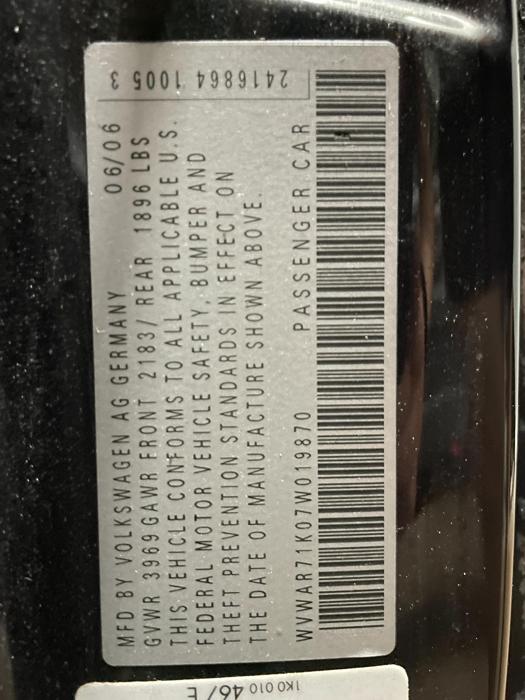 MFD BY VOLKSWAGEN AG GERMANY 06/06
GVWR 3969 GAWR FRONT 2183/ REAR 1896 LBS
THIS VEHICLE CONFORMS TO ALL APPLICABLE U.S.
FEDERAL MOTOR VEHICLE SAFETY, BUMPER AND
THEFT PREVENTION STANDARDS IN EFFECT ON
THE DATE OF MANUFACTURE SHOWN ABOVE.
WVWAR71K07W019870 PASSENGER CAR
2416864 1005 3
1K0 010 467 E